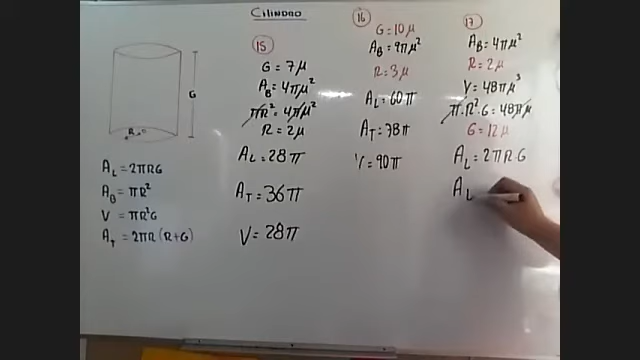 CILINDRO
R
G
A_L = 2πRG
A_B = πR²
V = πR²G
A_T = 2πR(R+G)
15
G = 7μ
A_B = 4πμ²
πR² = 4πμ²
R = 2μ
A_L = 28π
A_T = 36π
V = 28π
16
G = 10μ
A_B = 9πμ²
R = 3μ
A_L = 60π
A_T = 78π
V = 90π
17
A_B = 4πμ²
R = 2μ
V = 48πμ³
π·R²·G = 48πμ
G = 12μ
A_L = 2πR·G
A_L